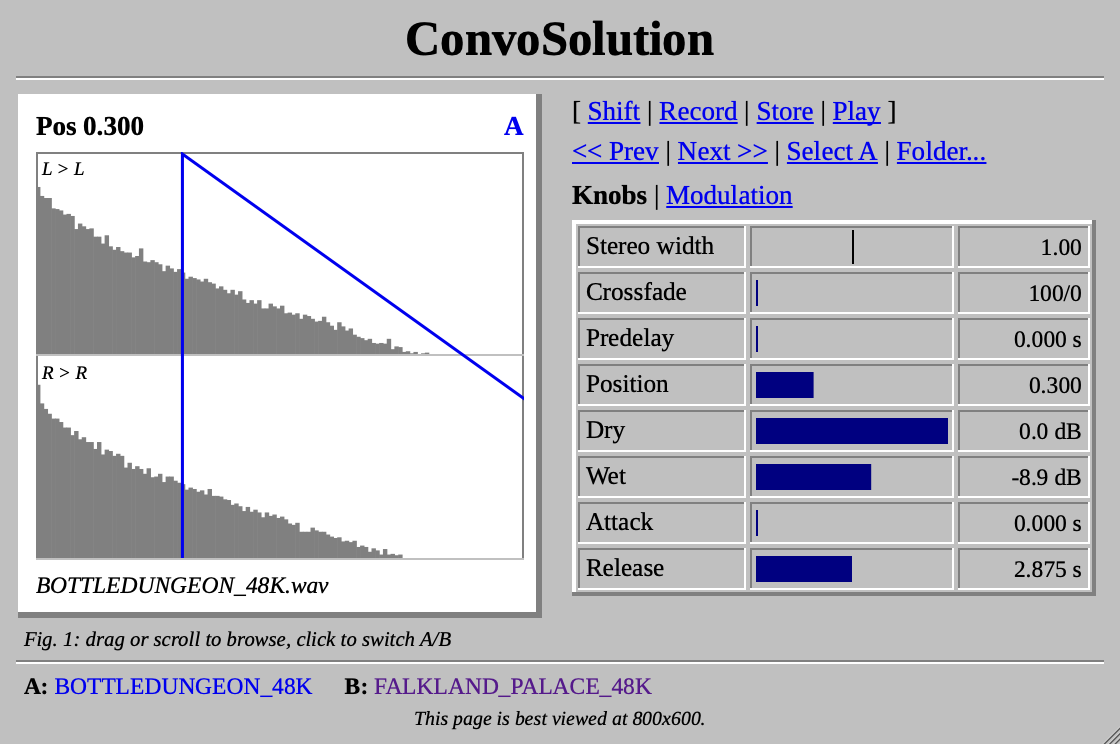 ConvoSolution
Pos 0.300 A
L > L
R > R
BOTTLEDUNGEON_48K.wav
Fig. 1: drag or scroll to browse, click to switch A/B
[ Shift | Record | Store | Play ]
<< Prev | Next >> | Select A | Folder...
Knobs | Modulation
Stereo width 1.00
Crossfade 100/0
Predelay 0.000 s
Position 0.300
Dry 0.0 dB
Wet -8.9 dB
Attack 0.000 s
Release 2.875 s
A: BOTTLEDUNGEON_48K B: FALKLAND_PALACE_48K
This page is best viewed at 800x600.